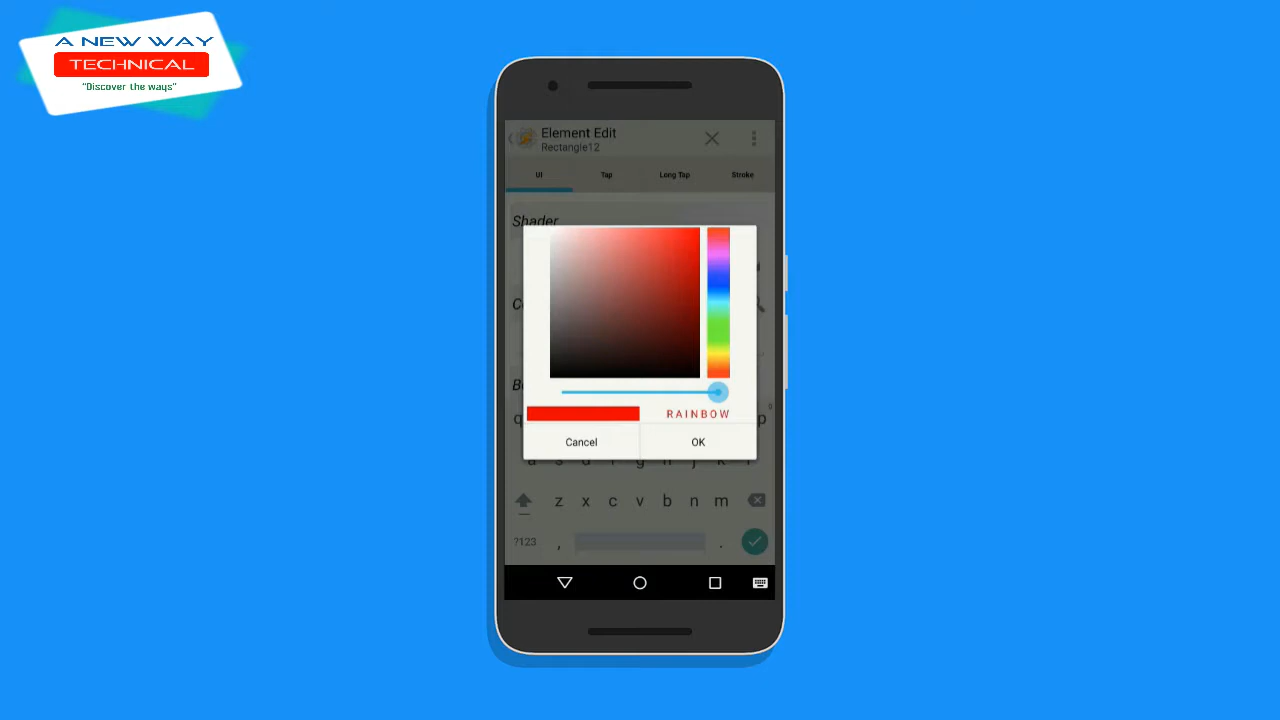 A NEW WAY
TECHNICAL
"Discover the ways"
Element Edit
Rectangle12
UI Tap Long Tap Stroke
Shader
RAINBOW
Cancel OK
z x c v b n m
?123 , .